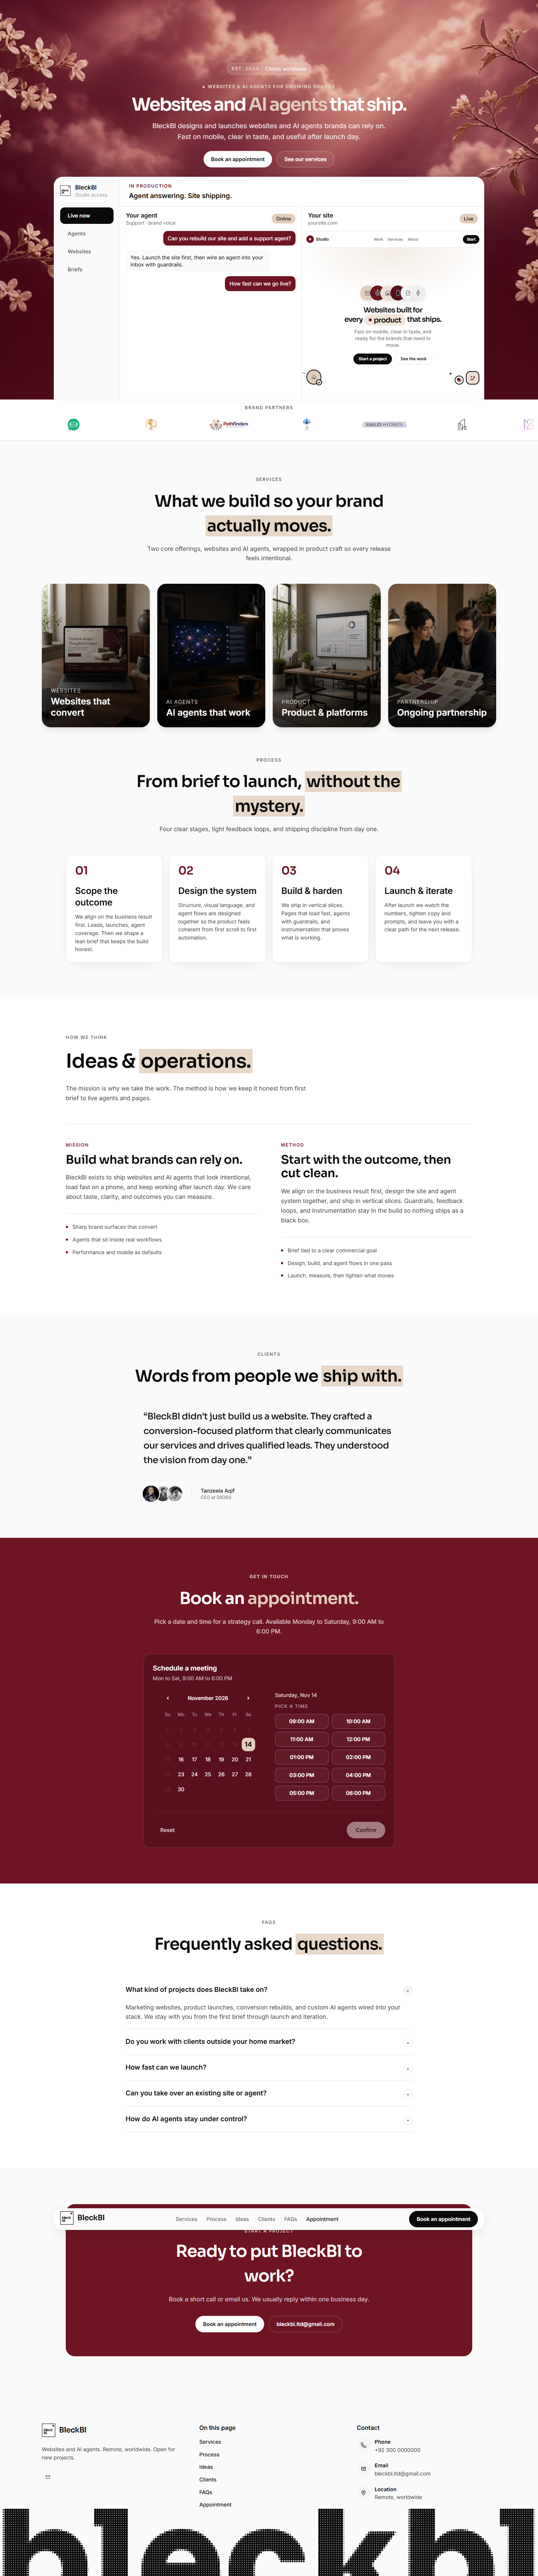 EST. 2024 Clients worldwide
WEBSITES & AI AGENTS FOR GROWING BRANDS
Websites and AI agents that ship.
BleckBI designs and launches websites and AI agents brands can rely on.
Fast on mobile, clear in taste, and useful after launch day.
Book an appointment
See our services
BleckBI
Studio access
Live now
Agents
Websites
Briefs
IN PRODUCTION
Agent answering. Site shipping.
Your agent
Support · brand voice
Online
Can you rebuild our site and add a support agent?
Yes. Launch the site first, then wire an agent into your
inbox with guardrails.
How fast can we go live?
Your site
yoursite.com
Live
Studio
Work
Services
About
Start
Websites built for
every product that ships.
Fast on mobile, clear in taste, and
ready for the brands that need to
move.
Start a project
See the work
BRAND PARTNERS
PathFinders
HYDRATE
SERVICES
What we build so your brand
actually moves.
Two core offerings, websites and AI agents, wrapped in product craft so every release
feels intentional.
WEBSITES
Websites that
convert
AI AGENTS
AI agents that work
PRODUCT
Product & platforms
PARTNERSHIP
Ongoing partnership
PROCESS
From brief to launch, without the
mystery.
Four clear stages, tight feedback loops, and shipping discipline from day one.
01
Scope the
outcome
We align on the business result
first. Leads, launches, agent
coverage. Then we shape a
lean brief that keeps the build
honest.
02
Design the system
Structure, visual language, and
agent flows are designed
together so the product feels
coherent from first scroll to first
automation.
03
Build & harden
We ship in vertical slices.
Pages that load fast, agents
with guardrails, and
instrumentation that proves
what is working.
04
Launch & iterate
After launch we watch the
numbers, tighten copy and
prompts, and leave you with a
clear path for the next release.
HOW WE THINK
Ideas & operations.
The mission is why we take the work. The method is how we keep it honest from first
brief to live agents and pages.
MISSION
Build what brands can rely on.
BleckBI exists to ship websites and AI agents that look intentional,
load fast on a phone, and keep working after launch day. We care
about taste, clarity, and outcomes you can measure.
Sharp brand surfaces that convert
Agents that sit inside real workflows
Performance and mobile as defaults
METHOD
Start with the outcome, then
cut clean.
We align on the business result first, design the site and agent
system together, and ship in vertical slices. Guardrails, feedback
loops, and instrumentation stay in the build so nothing ships as a
black box.
Brief tied to a clear commercial goal
Design, build, and agent flows in one pass
Launch, measure, then tighten what moves
CLIENTS
Words from people we ship with.
“BleckBI didn't just build us a website. They crafted a
conversion-focused platform that clearly communicates
our services and drives qualified leads. They understood
the vision from day one.”
Tanzeela Aqif
CEO at SN360
GET IN TOUCH
Book an appointment.
Pick a date and time for a strategy call. Available Monday to Saturday, 9:00 AM to
6:00 PM.
Schedule a meeting
Mon to Sat, 9:00 AM to 6:00 PM
November 2026
Su Mo Tu We Th Fr Sa
14
16 17 18 19 20 21
23 24 25 26 27 28
30
Saturday, Nov 14
PICK A TIME
09:00 AM
10:00 AM
11:00 AM
12:00 PM
01:00 PM
02:00 PM
03:00 PM
04:00 PM
05:00 PM
06:00 PM
Reset
Confirm
FAQS
Frequently asked questions.
What kind of projects does BleckBI take on?
Marketing websites, product launches, conversion rebuilds, and custom AI agents wired into your
stack. We stay with you from the first brief through launch and iteration.
Do you work with clients outside your home market?
How fast can we launch?
Can you take over an existing site or agent?
How do AI agents stay under control?
BleckBI
Services
Process
Ideas
Clients
FAQs
Appointment
Book an appointment
START A PROJECT
Ready to put BleckBI to
work?
Book a short call or email us. We usually reply within one business day.
Book an appointment
bleckbi.ltd@gmail.com
BleckBI
Websites and AI agents. Remote, worldwide. Open for
new projects.
On this page
Services
Process
Ideas
Clients
FAQs
Appointment
Contact
Phone
+92 300 0000000
Email
bleckbi.ltd@gmail.com
Location
Remote, worldwide
bleckbl